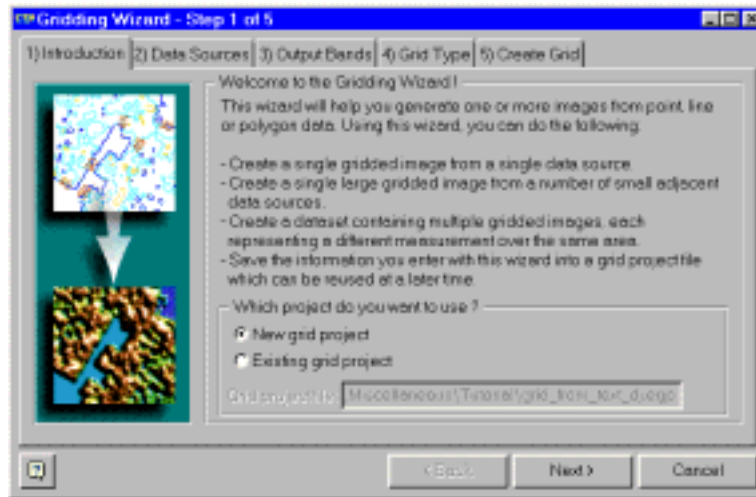 Gridding Wizard - Step 1 of 5
1) Introduction 2) Data Sources 3) Output Bands 4) Grid Type 5) Create Grid
Welcome to the Gridding Wizard!
This wizard will help you generate one or more images from point, line
or polygon data. Using this wizard, you can do the following:
- Create a single gridded image from a single data source.
- Create a single large gridded image from a number of small adjacent
data sources.
- Create a dataset containing multiple gridded images, each
representing a different measurement over the same area.
- Save the information you enter with this wizard into a grid project file
which can be reused at a later time.
Which project do you want to use ?
New grid project
Existing grid project
Grid project file: Miscellaneous\Tutorial\grid_from_text_
?
< Back Next > Cancel